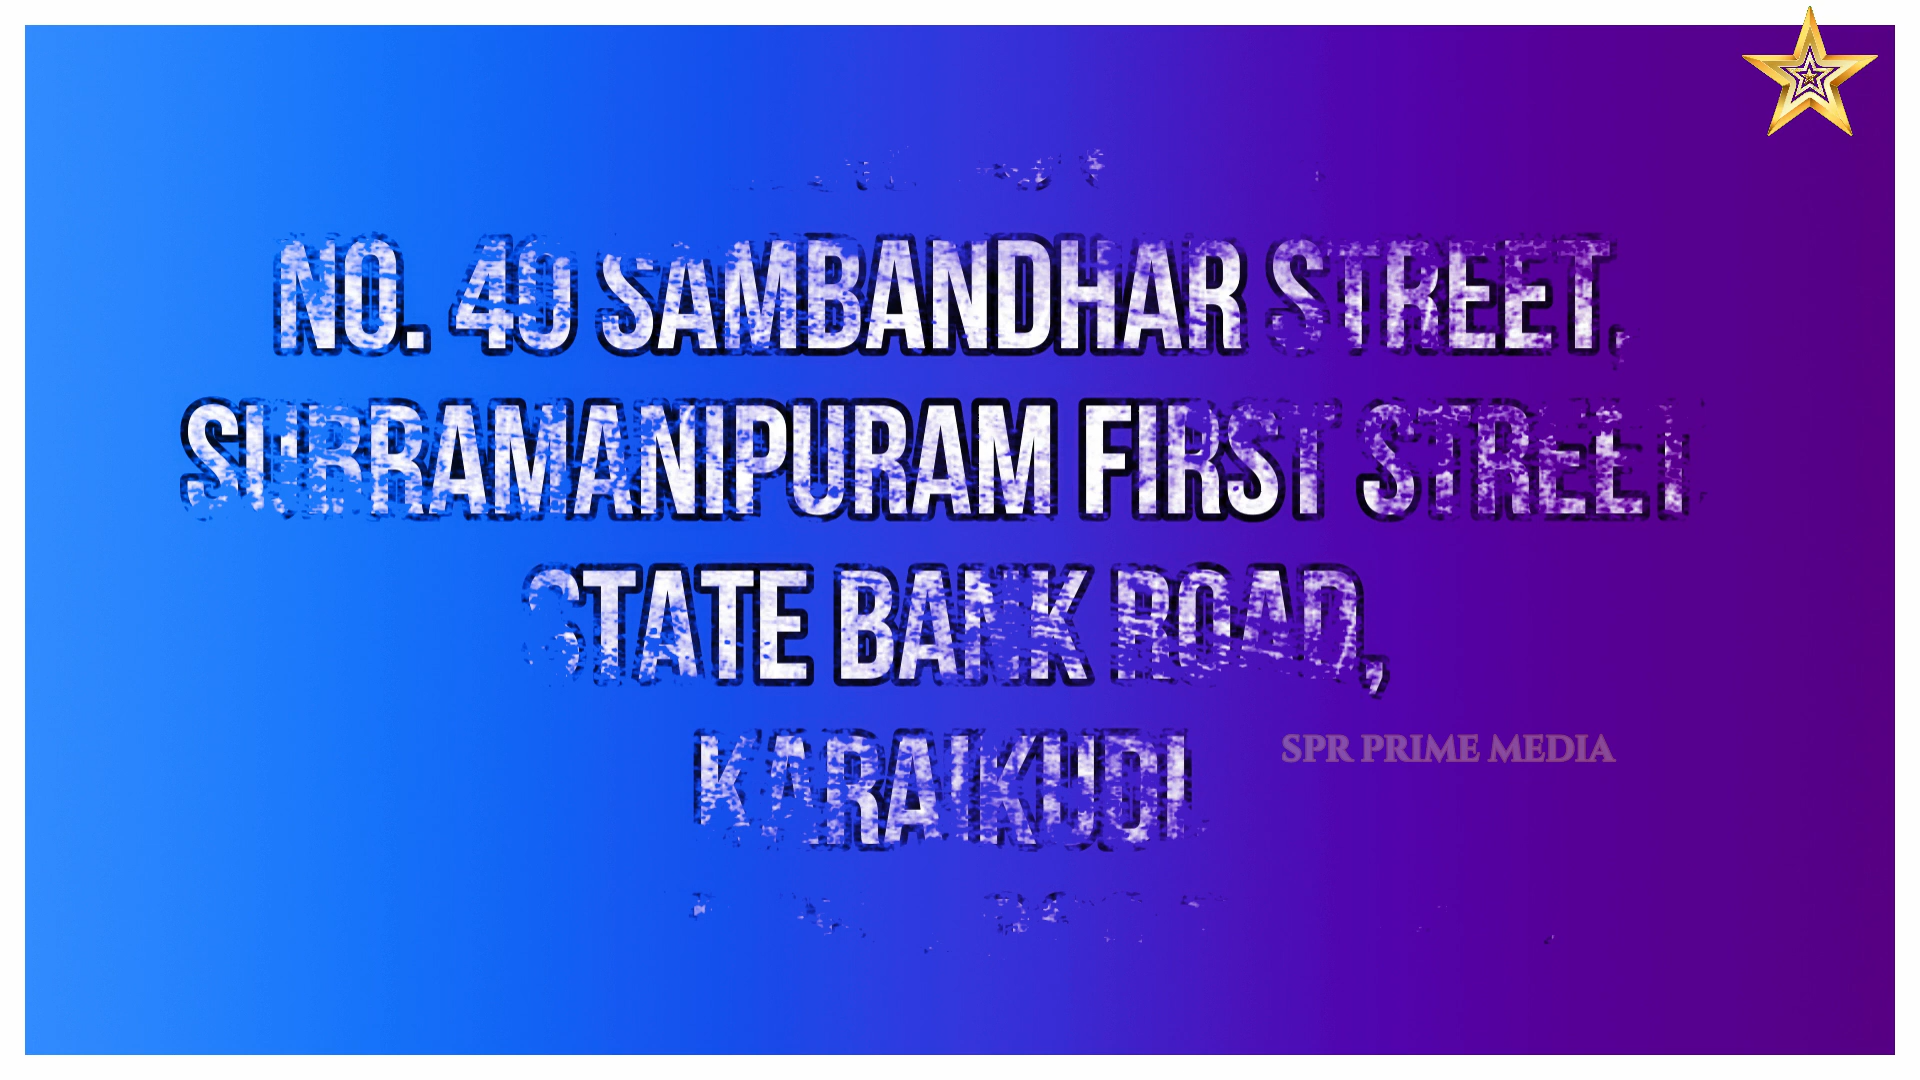 NO. 40 SAMBANDHAR STREET,
SUBRAMANIPURAM FIRST STREET
STATE BANK ROAD,
KARAIKUDI
SPR PRIME MEDIA